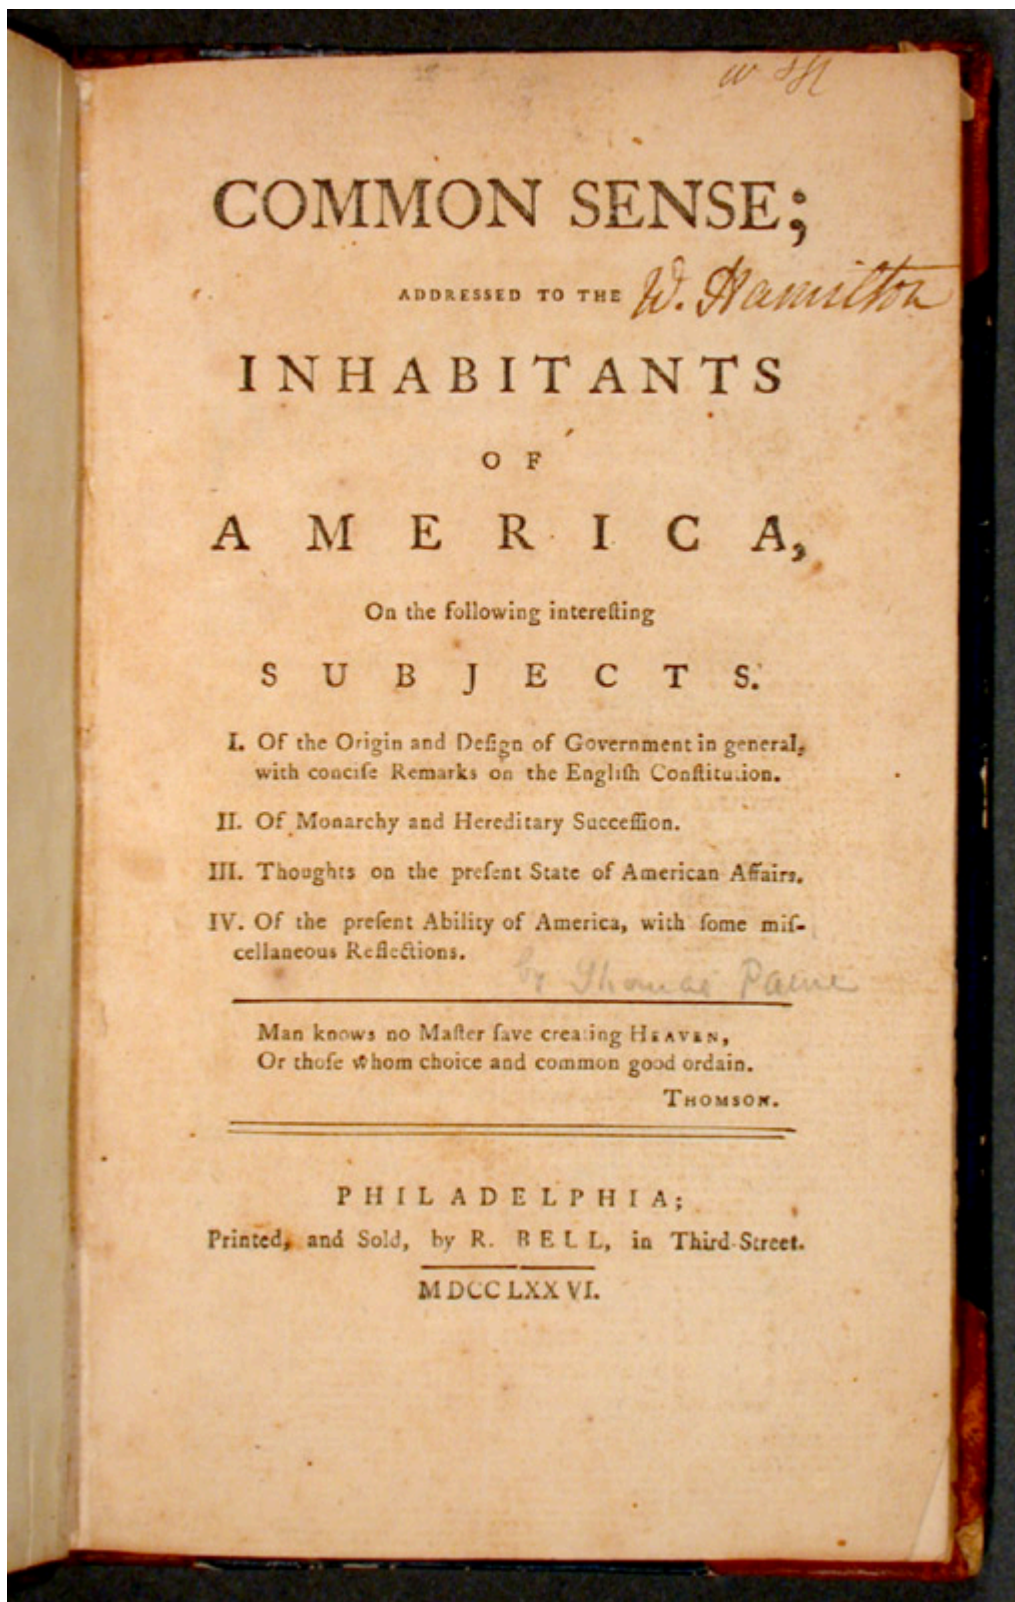 COMMON SENSE;
ADDRESSED TO THE W. Hamilton
INHABITANTS
OF
AMERICA,
On the following intereſting
SUBJECTS.
I. Of the Origin and Deſign of Government in general,
with conciſe Remarks on the Engliſh Conſtitution.
II. Of Monarchy and Hereditary Succeſſion.
III. Thoughts on the preſent State of American Affairs.
IV. Of the preſent Ability of America, with ſome miſ-
cellaneous Reflections.
by Thomas Paine
Man knows no Maſter ſave creating HEAVEN,
Or thoſe whom choice and common good ordain.
THOMSON.
PHILADELPHIA;
Printed, and Sold, by R. BELL, in Third-Street.
MDCCLXXVI.